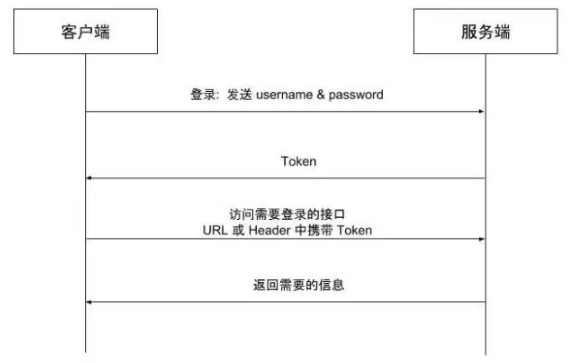 客户端
服务端
登录: 发送 username & password
Token
访问需要登录的接口
URL 或 Header 中携带 Token
返回需要的信息